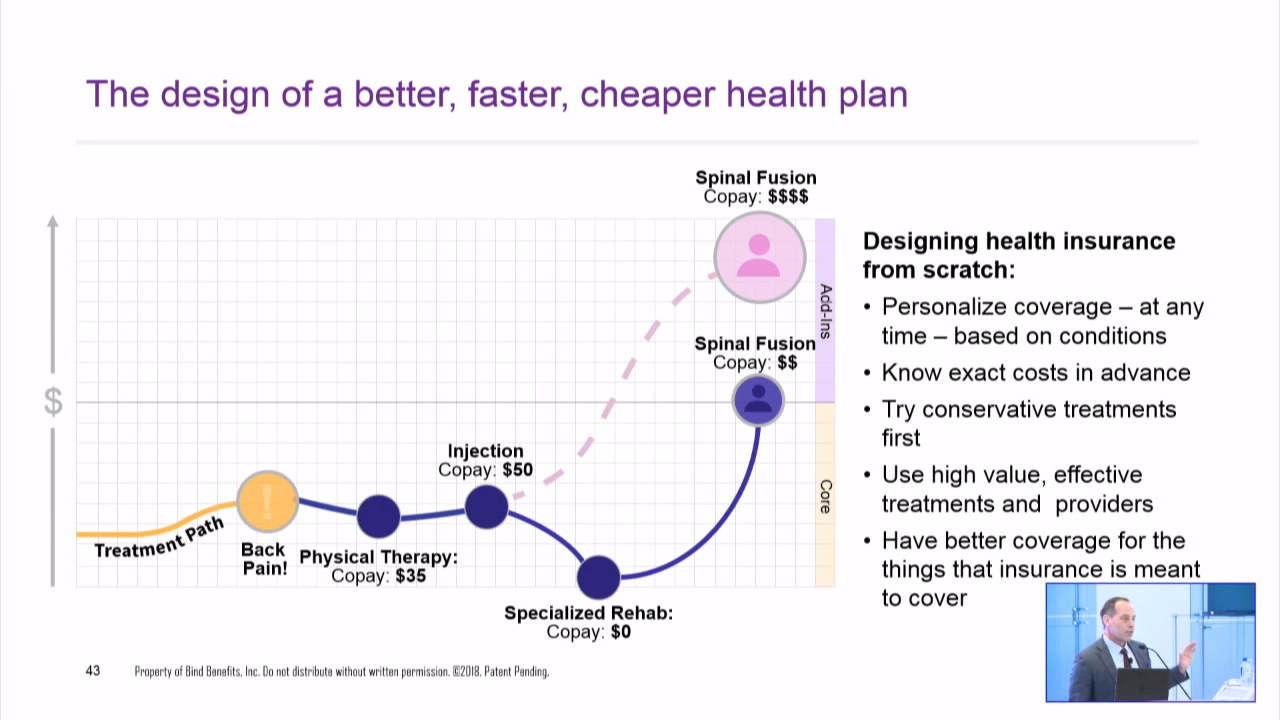 The design of a better, faster, cheaper health plan
Spinal Fusion
Copay: $$$$
Add-Ins
Spinal Fusion
Copay: $$
$
Core
Injection
Copay: $50
Treatment Path
!
Back
Pain!
Physical Therapy:
Copay: $35
Specialized Rehab:
Copay: $0
Designing health insurance
from scratch:
• Personalize coverage – at any
time – based on conditions
• Know exact costs in advance
• Try conservative treatments
first
• Use high value, effective
treatments and  providers
• Have better coverage for the
things that insurance is meant
to cover
43
Property of Bind Benefits, Inc. Do not distribute without written permission. ©2018. Patent Pending.